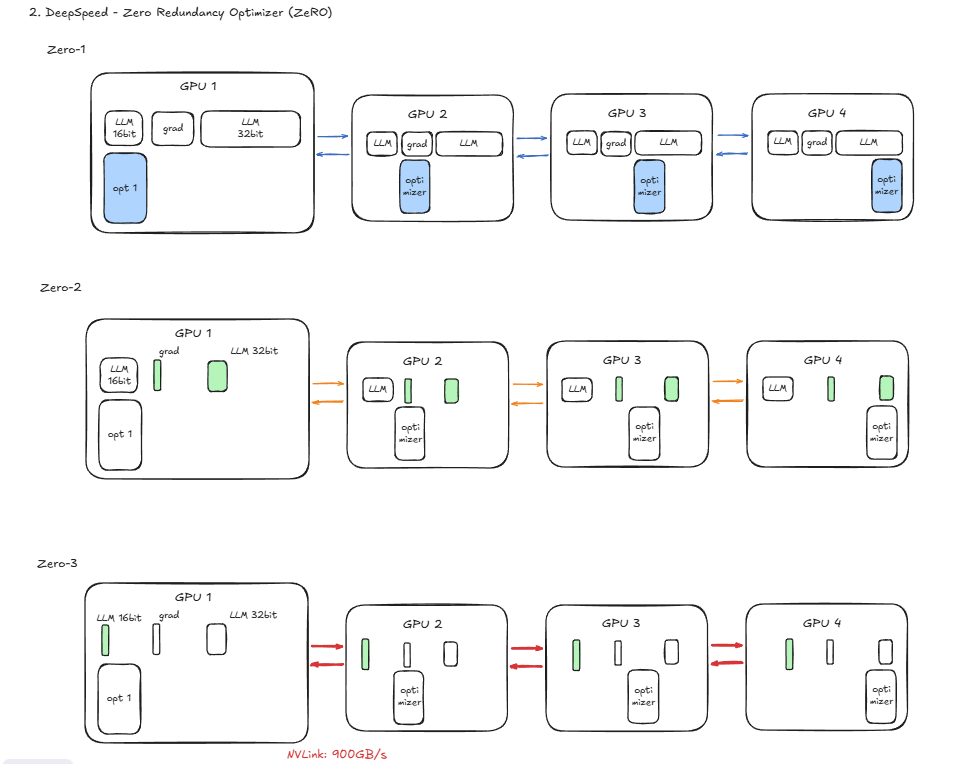 2. DeepSpeed - Zero Redundancy Optimizer (ZeRO)
Zero-1
GPU 1
LLM
16bit
grad
LLM
32bit
opt 1
GPU 2
LLM
grad
LLM
opti
mizer
GPU 3
LLM
grad
LLM
opti
mizer
GPU 4
LLM
grad
LLM
opti
mizer
Zero-2
GPU 1
grad
LLM 32bit
LLM
16bit
opt 1
GPU 2
LLM
opti
mizer
GPU 3
LLM
opti
mizer
GPU 4
LLM
opti
mizer
Zero-3
GPU 1
LLM 16bit
grad
LLM 32bit
opt 1
GPU 2
opti
mizer
GPU 3
opti
mizer
GPU 4
opti
mizer
NVLink: 900GB/s